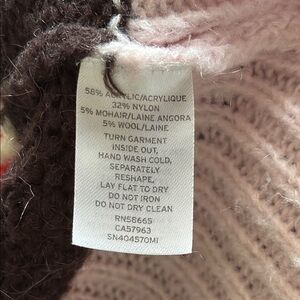 58% ACRYLIC/ACRYLIQUE
32% NYLON
5% MOHAIR/LAINE ANGORA
5% WOOL/LAINE
TURN GARMENT
INSIDE OUT,
HAND WASH COLD,
SEPARATELY
RESHAPE,
LAY FLAT TO DRY
DO NOT IRON
DO NOT DRY CLEAN
RN58665
CA57963
SN404570MI